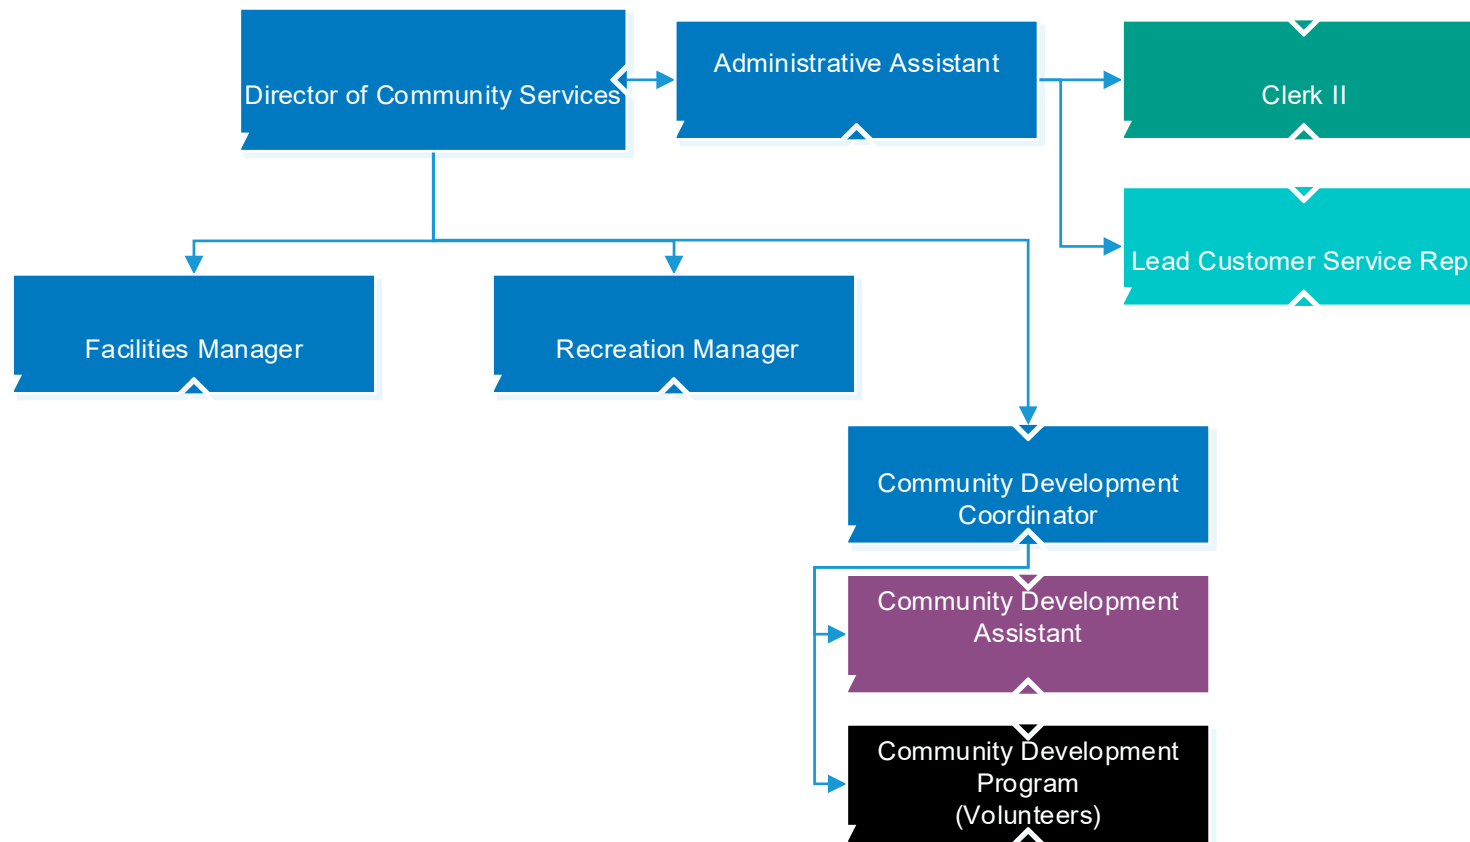 Director of Community Services
Administrative Assistant
Clerk II
Lead Customer Service Rep
Facilities Manager
Recreation Manager
Community Development
Coordinator
Community Development
Assistant
Community Development
Program
(Volunteers)